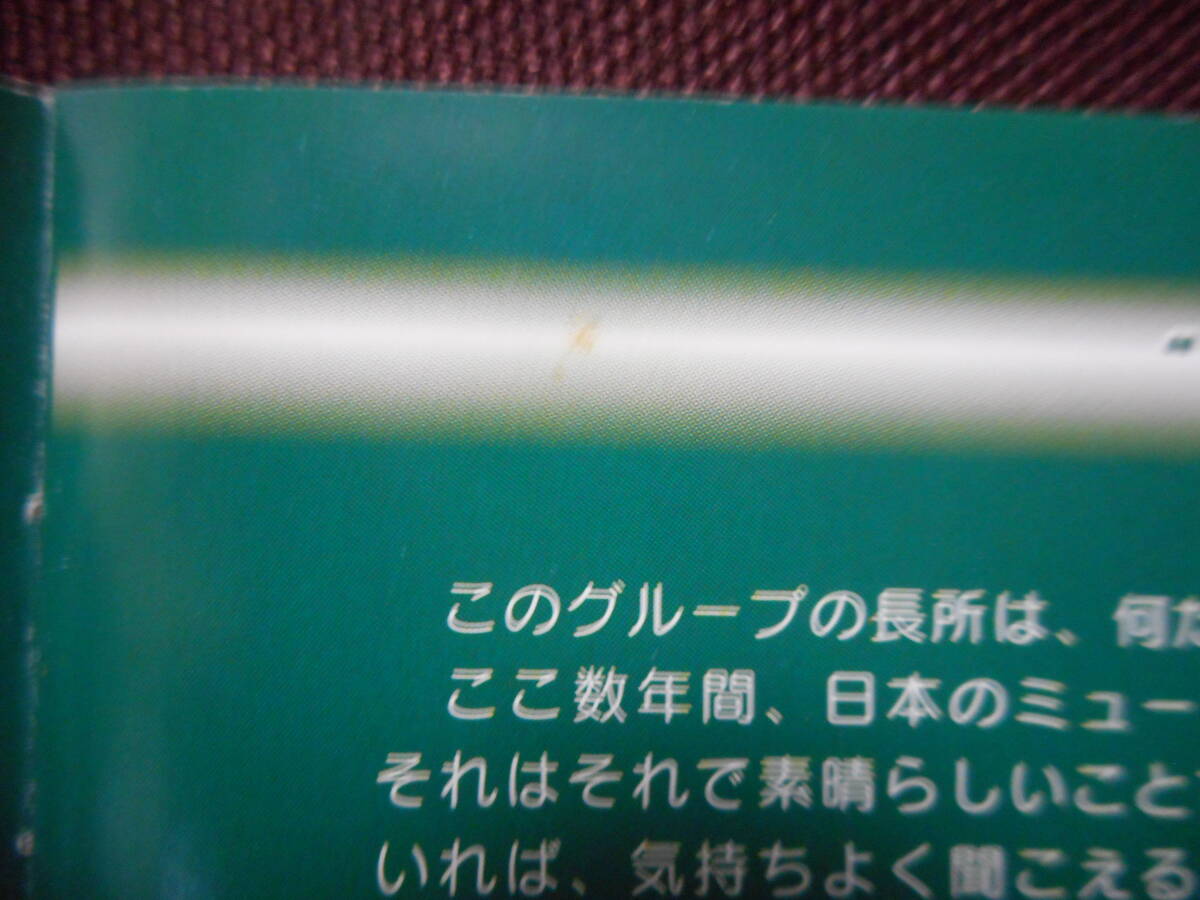 このグループの長所は、何だ
ここ数年間、日本のミュー
それはそれで素晴らしいこと
いれば、気持ちよく聞こえる